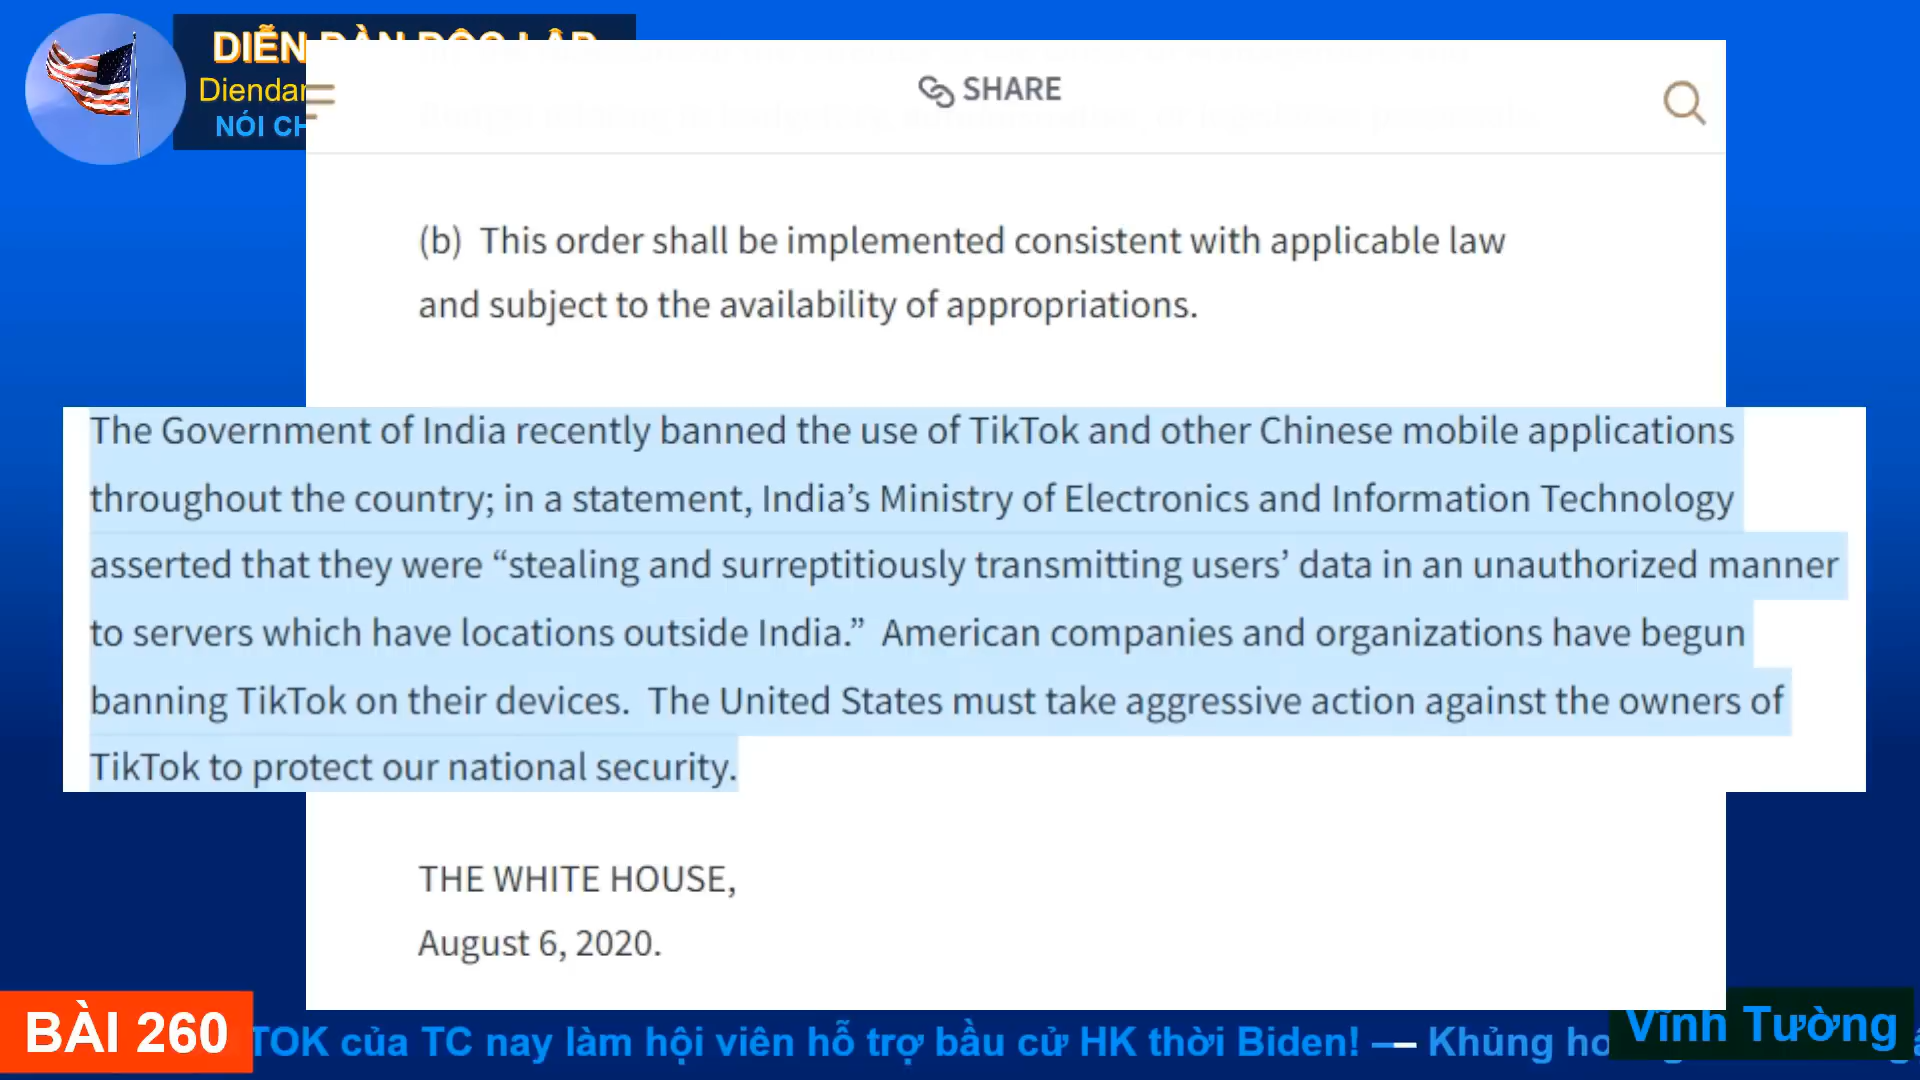 DIỄN ĐÀN ĐỘC LẬP
Diendan
NÓI CH
SHARE
(b) This order shall be implemented consistent with applicable law
and subject to the availability of appropriations.
The Government of India recently banned the use of TikTok and other Chinese mobile applications
throughout the country; in a statement, India’s Ministry of Electronics and Information Technology
asserted that they were “stealing and surreptitiously transmitting users’ data in an unauthorized manner
to servers which have locations outside India.” American companies and organizations have begun
banning TikTok on their devices. The United States must take aggressive action against the owners of
TikTok to protect our national security.
THE WHITE HOUSE,
August 6, 2020.
BÀI 260
TOK của TC nay làm hội viên hỗ trợ bầu cử HK thời Biden! –– Khủng
Vĩnh Tường